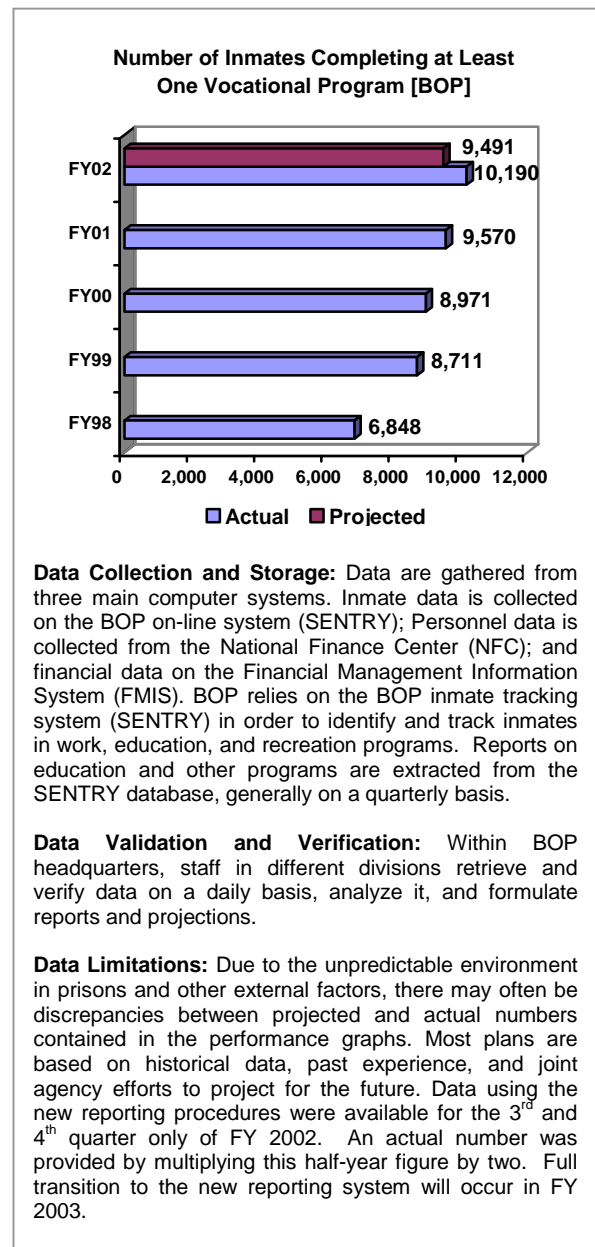 Number of Inmates Completing at Least
One Vocational Program [BOP]
FY02
9,491
10,190
FY01
9,570
FY00
8,971
FY99
8,711
FY98
6,848
0 2,000 4,000 6,000 8,000 10,000 12,000
Actual Projected
Data Collection and Storage: Data are gathered from
three main computer systems. Inmate data is collected
on the BOP on-line system (SENTRY); Personnel data is
collected from the National Finance Center (NFC); and
financial data on the Financial Management Information
System (FMIS). BOP relies on the BOP inmate tracking
system (SENTRY) in order to identify and track inmates
in work, education, and recreation programs. Reports on
education and other programs are extracted from the
SENTRY database, generally on a quarterly basis.
Data Validation and Verification: Within BOP
headquarters, staff in different divisions retrieve and
verify data on a daily basis, analyze it, and formulate
reports and projections.
Data Limitations: Due to the unpredictable environment
in prisons and other external factors, there may often be
discrepancies between projected and actual numbers
contained in the performance graphs. Most plans are
based on historical data, past experience, and joint
agency efforts to project for the future. Data using the
new reporting procedures were available for the 3rd and
4th quarter only of FY 2002. An actual number was
provided by multiplying this half-year figure by two. Full
transition to the new reporting system will occur in FY
2003.